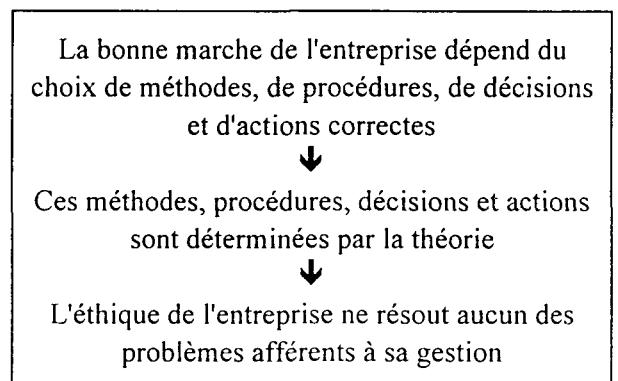 La bonne marche de l'entreprise dépend du
choix de méthodes, de procédures, de décisions
et d'actions correctes
Ces méthodes, procédures, décisions et actions
sont déterminées par la théorie
L'éthique de l'entreprise ne résout aucun des
problèmes afférents à sa gestion